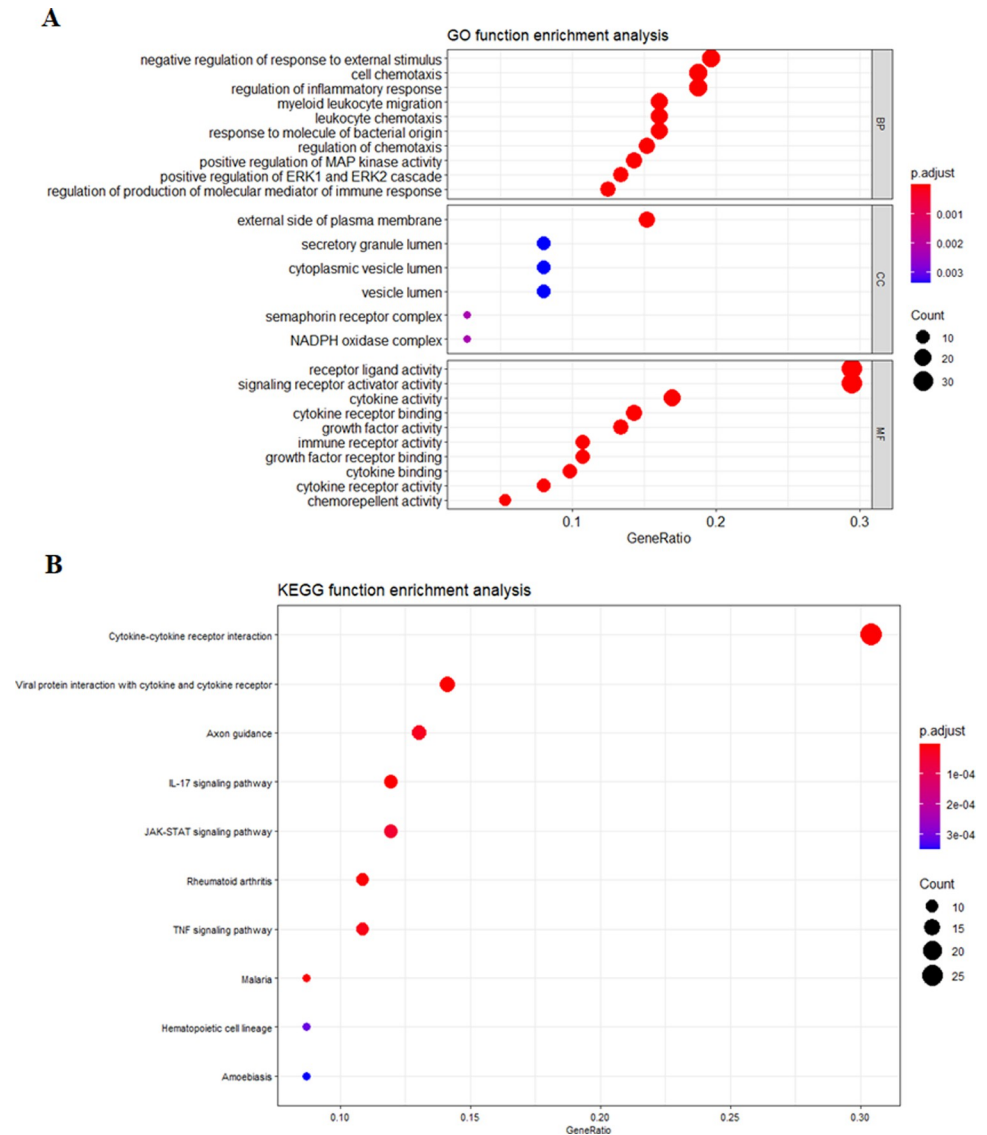 A
GO function enrichment analysis
negative regulation of response to external stimulus
cell chemotaxis
regulation of inflammatory response
myeloid leukocyte migration
leukocyte chemotaxis
response to molecule of bacterial origin
regulation of chemotaxis
positive regulation of MAP kinase activity
positive regulation of ERK1 and ERK2 cascade
regulation of production of molecular mediator of immune response
BP
external side of plasma membrane
secretory granule lumen
cytoplasmic vesicle lumen
vesicle lumen
semaphorin receptor complex
NADPH oxidase complex
CC
receptor ligand activity
signaling receptor activator activity
cytokine activity
cytokine receptor binding
growth factor activity
immune receptor activity
growth factor receptor binding
cytokine binding
cytokine receptor activity
chemorepellent activity
MF
0.1 0.2 0.3
GeneRatio
p.adjust
0.001
0.002
0.003
Count
10
20
30
B
KEGG function enrichment analysis
Cytokine-cytokine receptor interaction
Viral protein interaction with cytokine and cytokine receptor
Axon guidance
IL-17 signaling pathway
JAK-STAT signaling pathway
Rheumatoid arthritis
TNF signaling pathway
Malaria
Hematopoietic cell lineage
Amoebiasis
0.10 0.15 0.20 0.25 0.30
GeneRatio
p.adjust
1e-04
2e-04
3e-04
Count
10
15
20
25